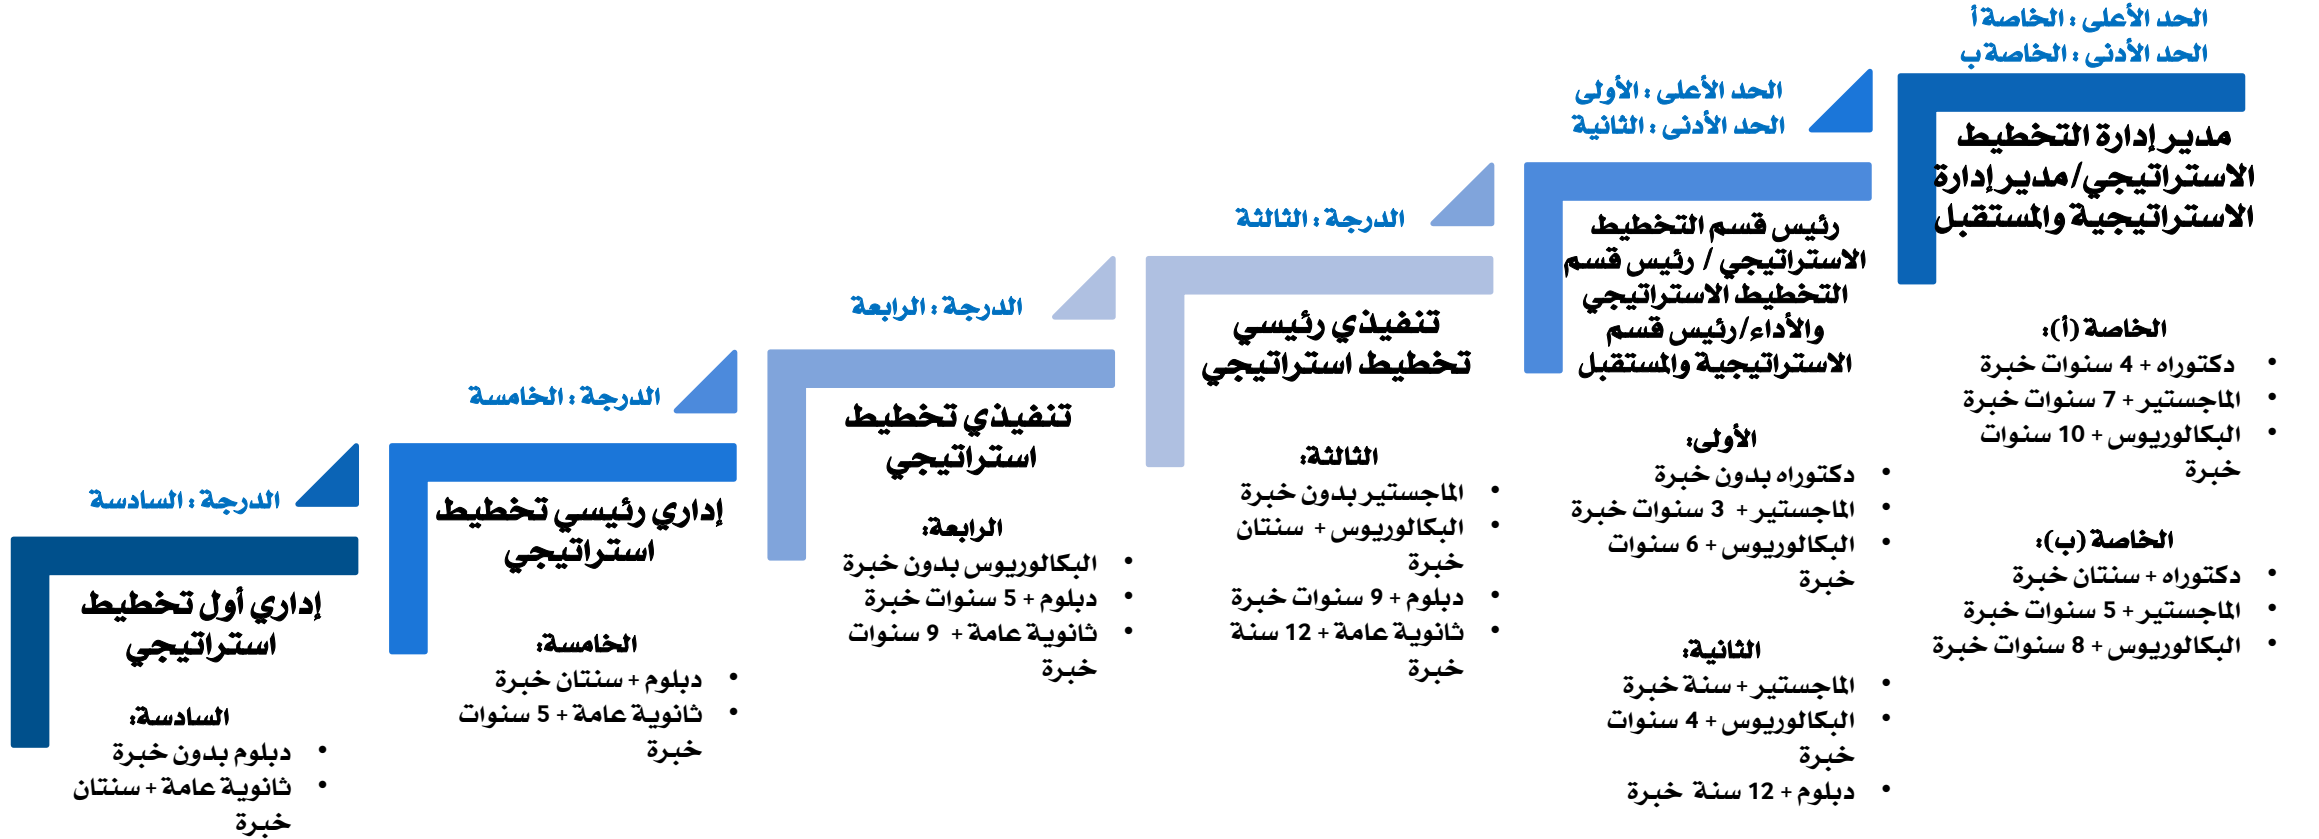 الحد الأعلى : الخاصة أ
الحد الأدنى : الخاصة ب
مدير إدارة التخطيط
الاستراتيجي/مدير إدارة
الاستراتيجية والمستقبل
الخاصة (أ):
• دكتوراه + 4 سنوات خبرة
• الماجستير + 7 سنوات خبرة
• البكالوريوس + 10 سنوات
خبرة
الخاصة (ب):
• دكتوراه + سنتان خبرة
• الماجستير + 5 سنوات خبرة
• البكالوريوس + 8 سنوات خبرة
الحد الأعلى : الأولى
الحد الأدنى : الثانية
رئيس قسم التخطيط
الاستراتيجي / رئيس قسم
التخطيط الاستراتيجي
والأداء/رئيس قسم
الاستراتيجية والمستقبل
الأولى:
• دكتوراه بدون خبرة
• الماجستير + 3 سنوات خبرة
• البكالوريوس + 6 سنوات
خبرة
الثانية:
• الماجستير + سنة خبرة
• البكالوريوس + 4 سنوات
خبرة
• دبلوم + 12 سنة خبرة
الدرجة : الثالثة
تنفيذي رئيسي
تخطيط استراتيجي
الثالثة:
• الماجستير بدون خبرة
• البكالوريوس + سنتان
خبرة
• دبلوم + 9 سنوات خبرة
• ثانوية عامة + 12 سنة
خبرة
الدرجة : الرابعة
تنفيذي تخطيط
استراتيجي
الرابعة:
• البكالوريوس بدون خبرة
• دبلوم + 5 سنوات خبرة
• ثانوية عامة + 9 سنوات
خبرة
الدرجة : الخامسة
إداري رئيسي تخطيط
استراتيجي
الخامسة:
• دبلوم + سنتان خبرة
• ثانوية عامة + 5 سنوات
خبرة
الدرجة : السادسة
إداري أول تخطيط
استراتيجي
السادسة:
• دبلوم بدون خبرة
• ثانوية عامة + سنتان
خبرة